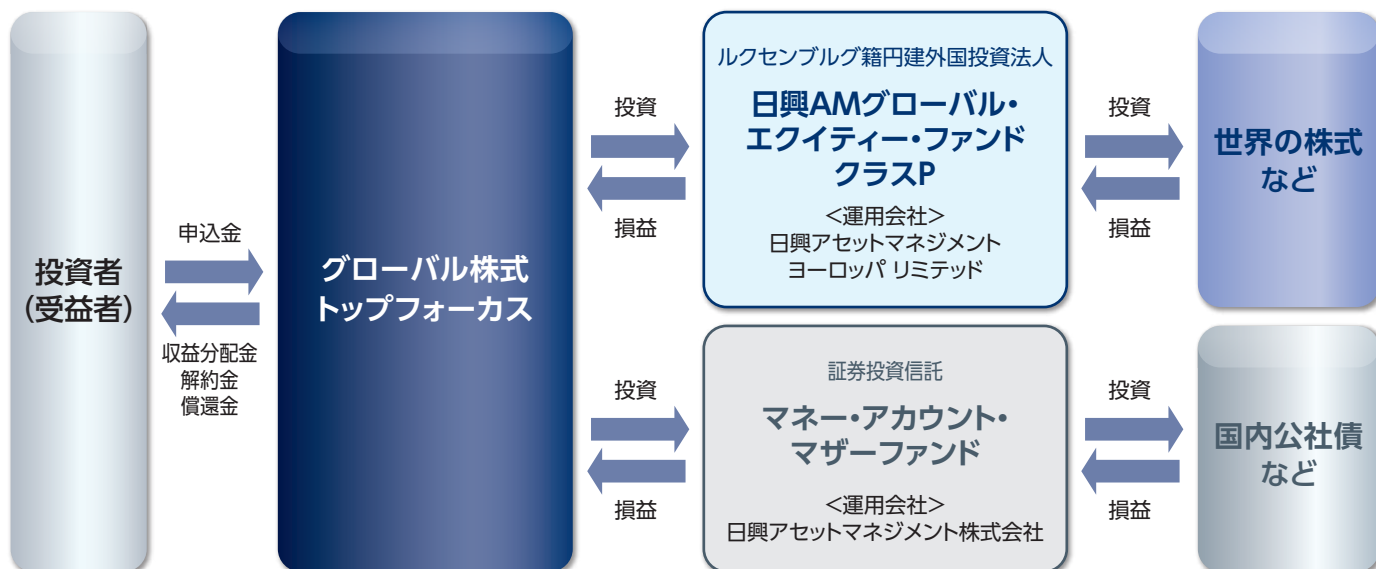 投資者
(受益者)
申込金
収益分配金
解約金
償還金
グローバル株式
トップフォーカス
投資
損益
ルクセンブルグ籍円建外国投資法人
日興AMグローバル・
エクイティー・ファンド
クラスP
<運用会社>
日興アセットマネジメント
ヨーロッパ リミテッド
投資
損益
世界の株式
など
投資
損益
証券投資信託
マネー・アカウント・
マザーファンド
<運用会社>
日興アセットマネジメント株式会社
投資
損益
国内公社債
など